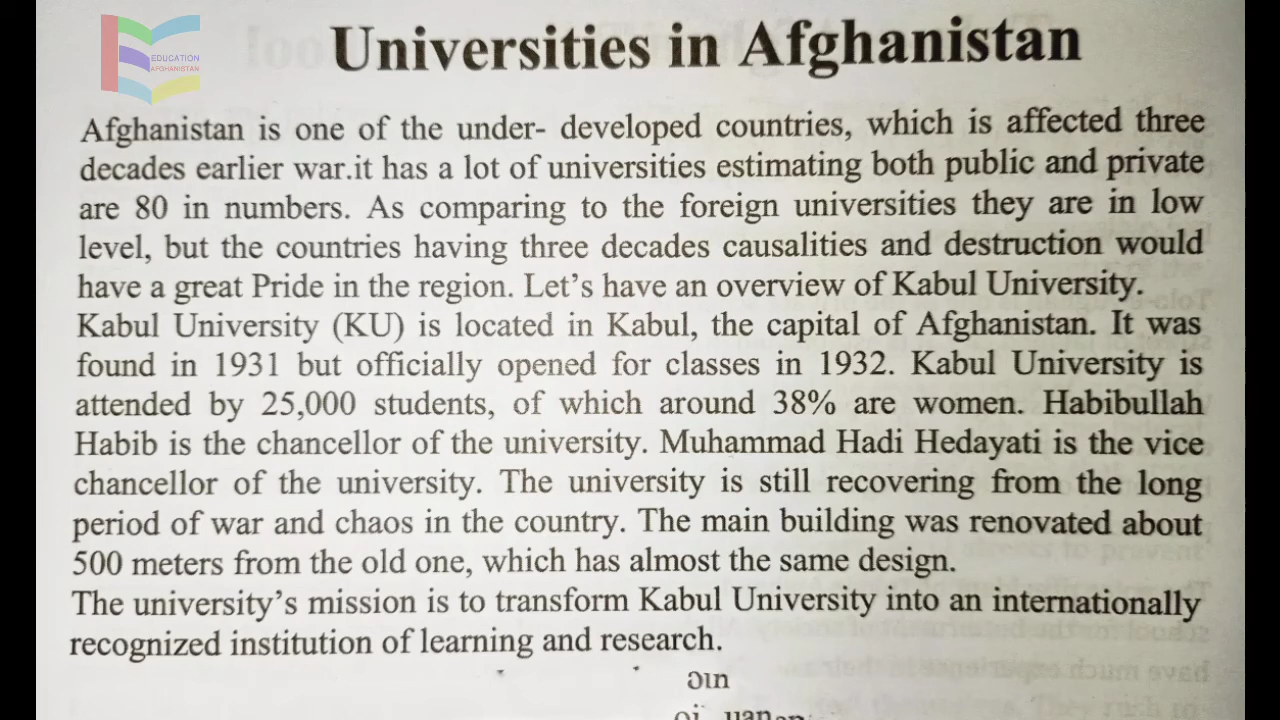 EDUCATION
AFGHANISTAN
Universities in Afghanistan
Afghanistan is one of the under- developed countries, which is affected three
decades earlier war.it has a lot of universities estimating both public and private
are 80 in numbers. As comparing to the foreign universities they are in low
level, but the countries having three decades causalities and destruction would
have a great Pride in the region. Let's have an overview of Kabul University.
Kabul University (KU) is located in Kabul, the capital of Afghanistan. It was
found in 1931 but officially opened for classes in 1932. Kabul University is
attended by 25,000 students, of which around 38% are women. Habibullah
Habib is the chancellor of the university. Muhammad Hadi Hedayati is the vice
chancellor of the university. The university is still recovering from the long
period of war and chaos in the country. The main building was renovated about
500 meters from the old one, which has almost the same design.
The university's mission is to transform Kabul University into an internationally
recognized institution of learning and research.